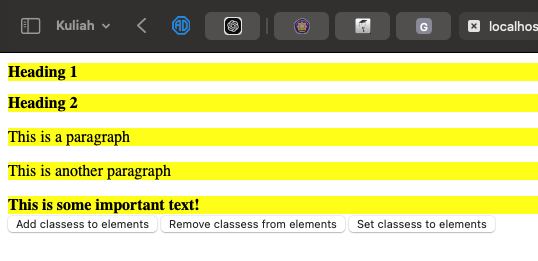 Kuliah
G
localhos
Heading 1
Heading 2
This is a paragraph
This is another paragraph
This is some important text!
Add classess to elements Remove classess from elements Set classess to elements